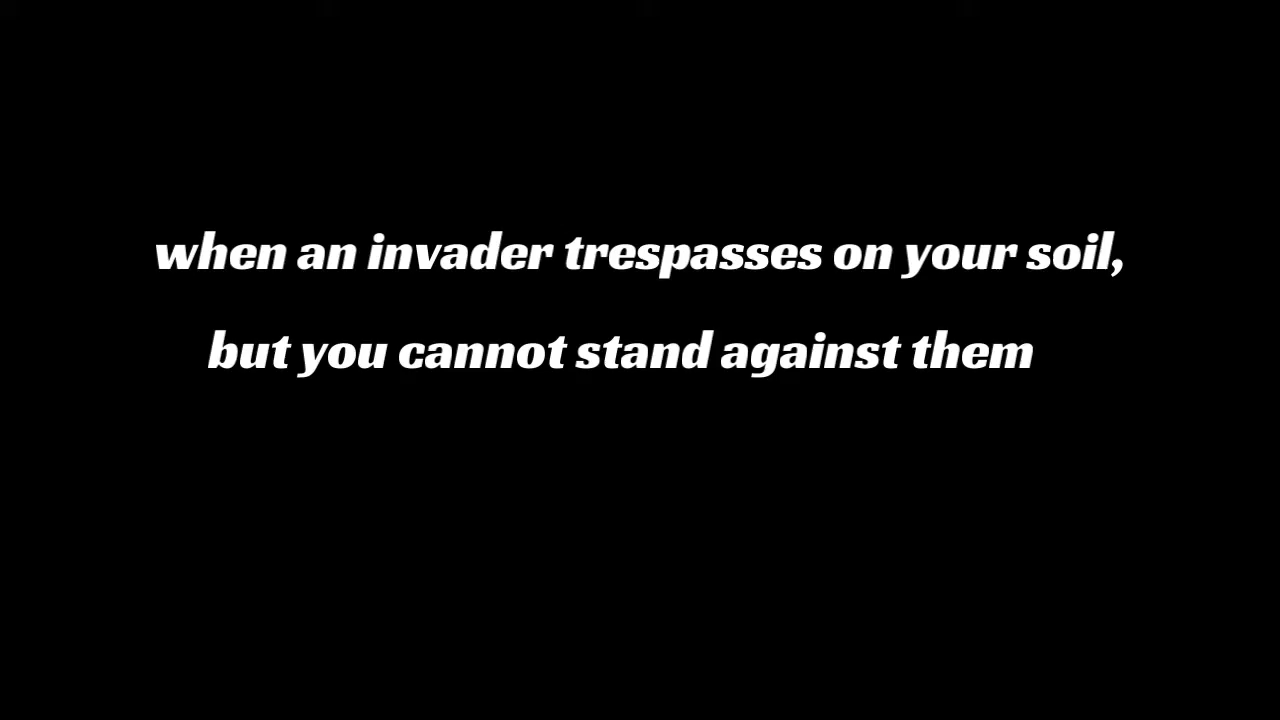 when an invader trespasses on your soil,
but you cannot stand against them